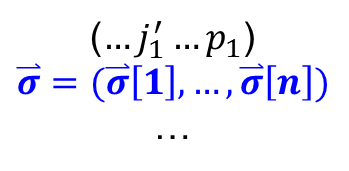 (… j′₁ … p₁)
σ⃗ = (σ⃗[1], …, σ⃗[n])
…